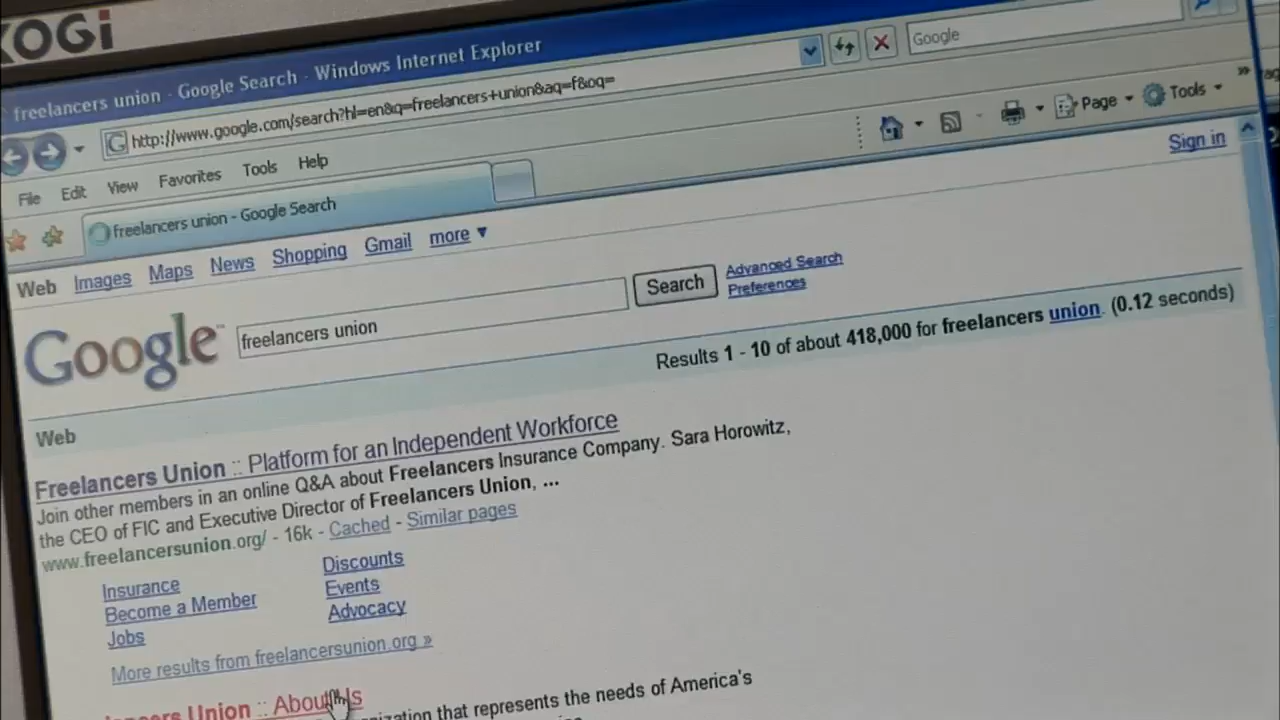 KOGi
freelancers union - Google Search - Windows Internet Explorer
http://www.google.com/search?hl=en&q=freelancers+union&aq=f&oq=
Google
File Edit View Favorites Tools Help
freelancers union - Google Search
Page Tools
Sign in
Web Images Maps News Shopping Gmail more
Google
freelancers union
Search
Advanced Search
Preferences
Web
Results 1 - 10 of about 418,000 for freelancers union. (0.12 seconds)
Freelancers Union :: Platform for an Independent Workforce
Join other members in an online Q&A about Freelancers Insurance Company. Sara Horowitz,
the CEO of FIC and Executive Director of Freelancers Union, ...
www.freelancersunion.org/ - 16k - Cached - Similar pages
Insurance Discounts
Become a Member Events
Jobs Advocacy
More results from freelancersunion.org »
Union :: About Us
that represents the needs of America's